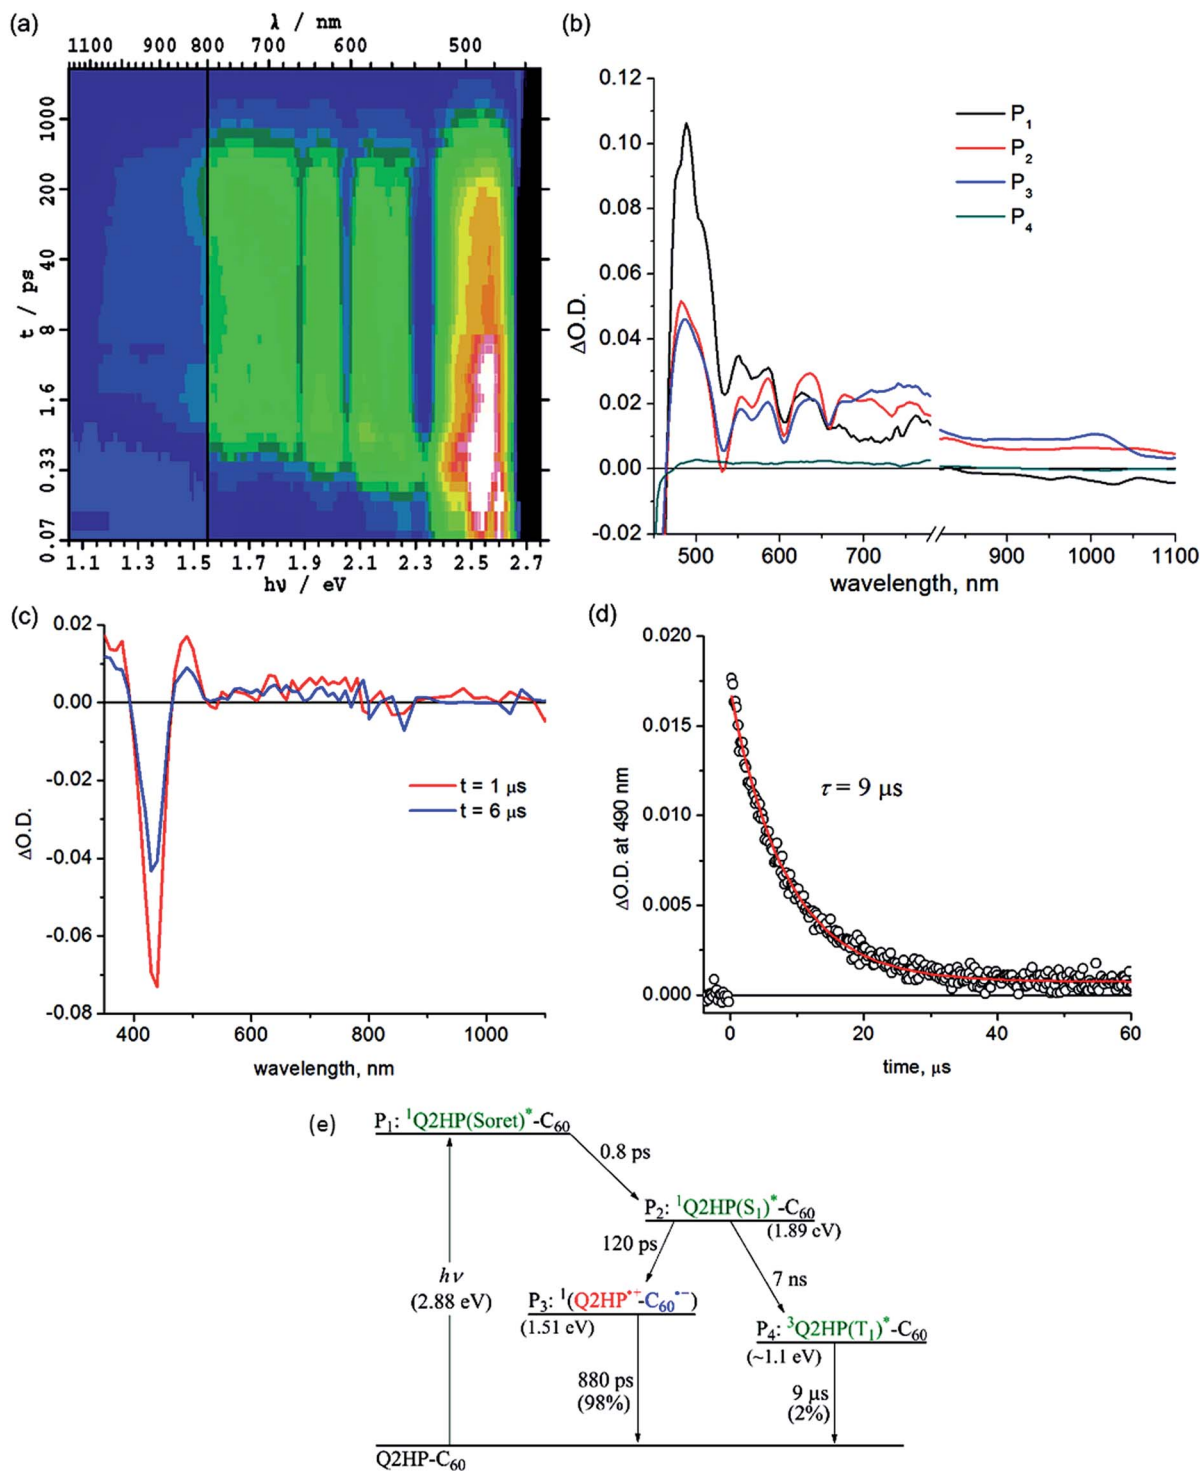 (a)
λ / nm
1100 900 800 700 600 500
1000
200
40
8
1.6
0.33
0.07
t / ps
1.1 1.3 1.5 1.7 1.9 2.1 2.3 2.5 2.7
hυ / eV
(b)
0.12
0.10
0.08
0.06
0.04
0.02
0.00
-0.02
ΔO.D.
P₁
P₂
P₃
P₄
500 600 700 900 1000 1100
wavelength, nm
(c)
0.02
0.00
-0.02
-0.04
-0.06
-0.08
ΔO.D.
t = 1 μs
t = 6 μs
400 600 800 1000
wavelength, nm
(d)
0.020
0.015
0.010
0.005
0.000
ΔO.D. at 490 nm
τ = 9 μs
0 10 20 40 60
time, μs
(e)
P₁: ¹Q2HP(Soret)*-C₆₀
0.8 ps
P₂: ¹Q2HP(S₁)*-C₆₀
(1.89 eV)
120 ps
7 ns
hν
(2.88 eV)
P₃: ¹(Q2HP•⁺-C₆₀•⁻)
(1.51 eV)
P₄: ³Q2HP(T₁)*-C₆₀
(~1.1 eV)
880 ps
(98%)
9 μs
(2%)
Q2HP-C₆₀